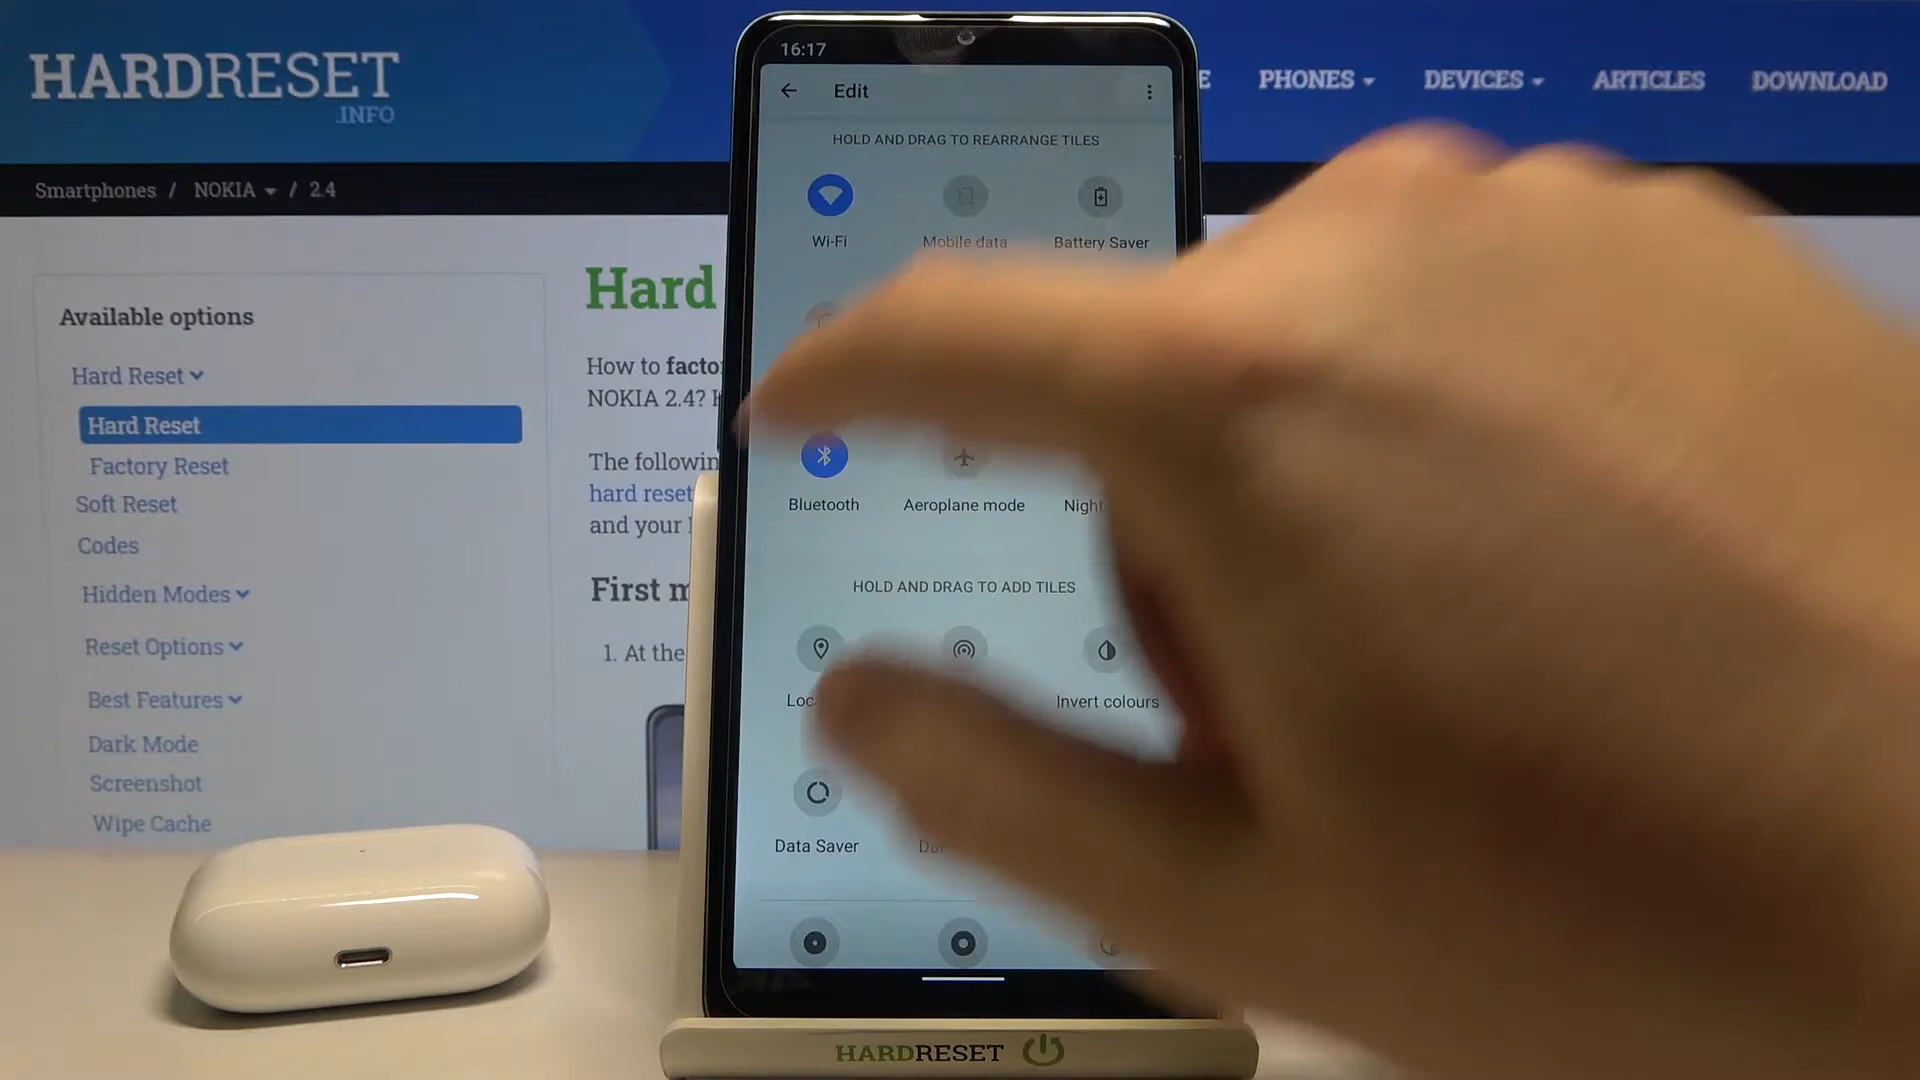 HARDRESET
.INFO
PHONES
DEVICES
ARTICLES
DOWNLOAD
Smartphones / NOKIA / 2.4
Available options
Hard Reset
Hard Reset
Factory Reset
Soft Reset
Codes
Hidden Modes
Reset Options
Best Features
Dark Mode
Screenshot
Wipe Cache
Hard
How to
NOKIA 2.4?
The
hard reset
and your
First
1. At the
16:17
Edit
HOLD AND DRAG TO REARRANGE TILES
Wi-Fi
Mobile data
Battery Saver
Bluetooth
Aeroplane mode
Night
HOLD AND DRAG TO ADD TILES
Invert colours
Data Saver
HARDRESET